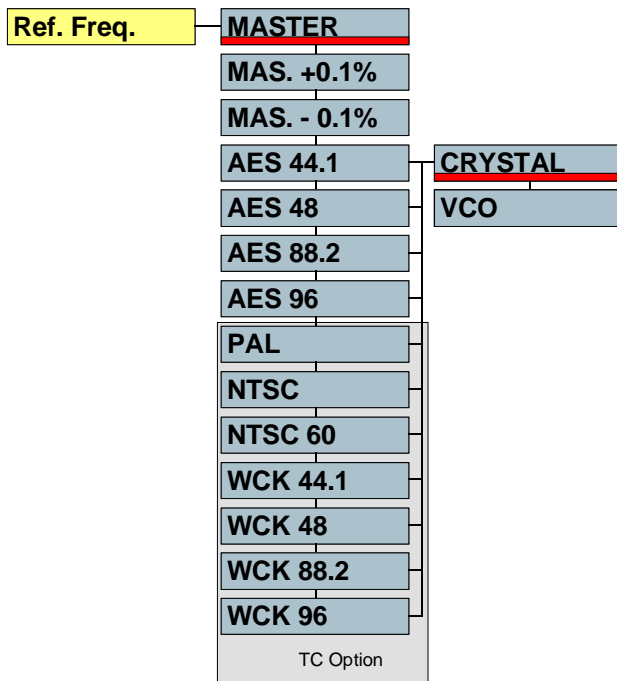 Ref. Freq.
MASTER
MAS. +0.1%
MAS. - 0.1%
AES 44.1
CRYSTAL
AES 48
VCO
AES 88.2
AES 96
PAL
NTSC
NTSC 60
WCK 44.1
WCK 48
WCK 88.2
WCK 96
TC Option